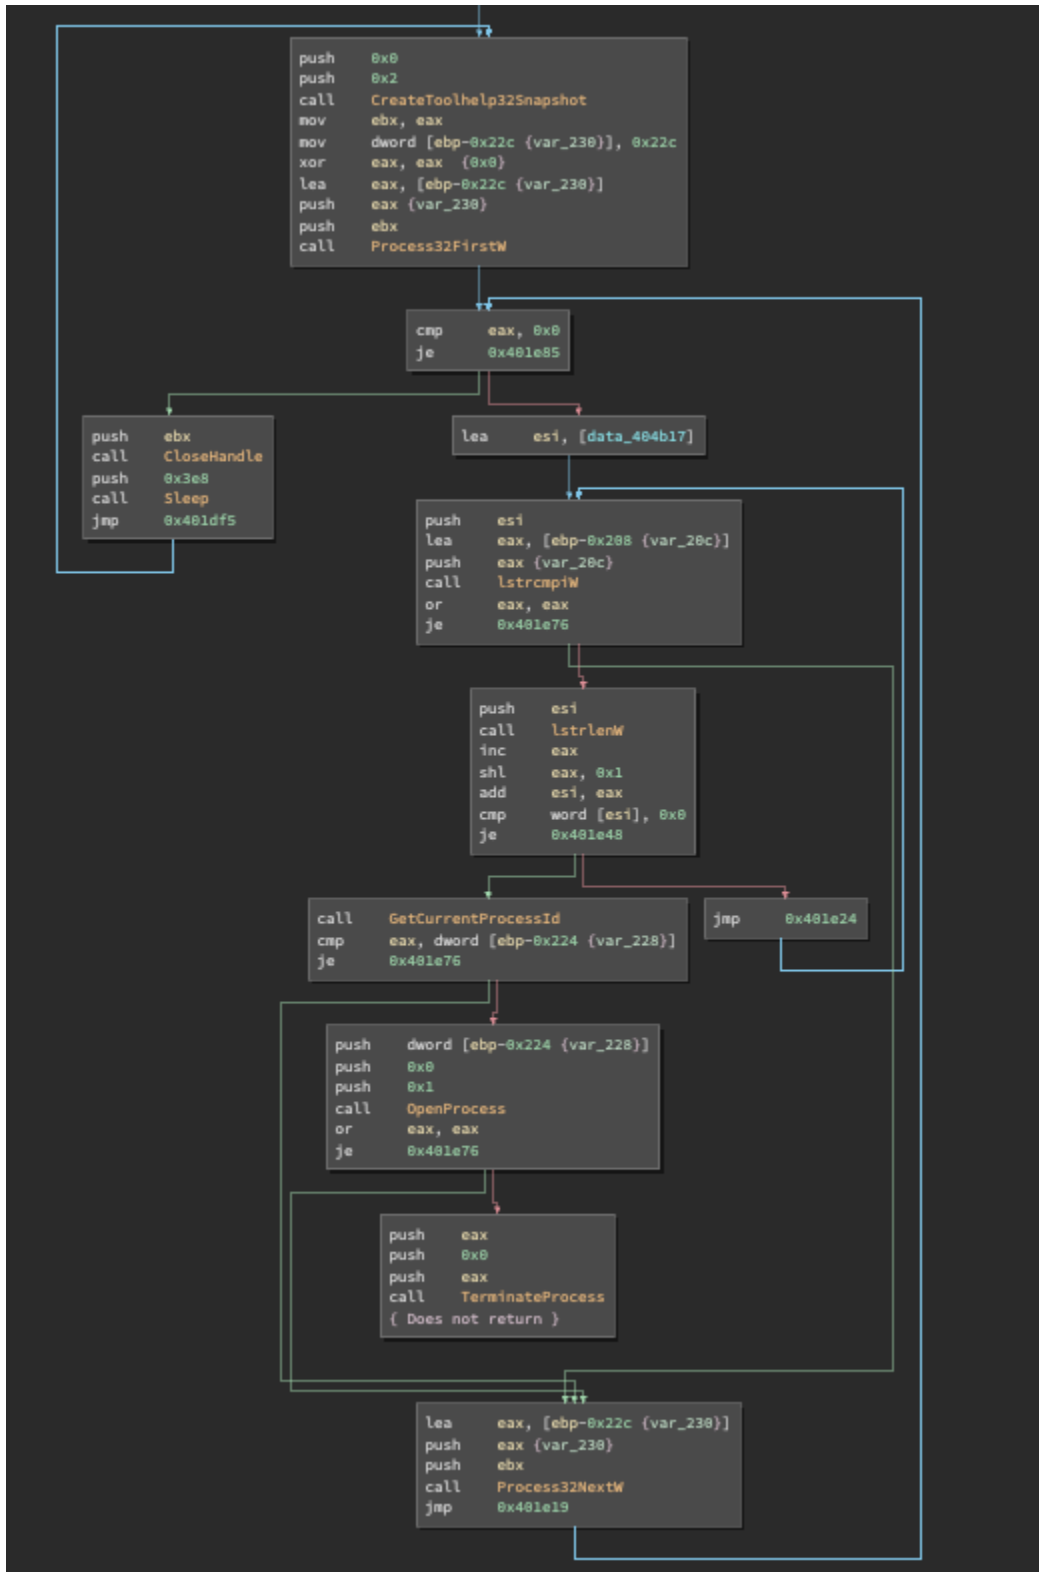 push 0x0
push 0x2
call CreateToolhelp32Snapshot
mov ebx, eax
mov dword [ebp-0x22c {var_230}], 0x22c
xor eax, eax {0x0}
lea eax, [ebp-0x22c {var_230}]
push eax {var_230}
push ebx
call Process32FirstW
cmp eax, 0x0
je 0x401e85
push ebx
call CloseHandle
push 0x3e8
call Sleep
jmp 0x401df5
lea esi, [data_404b17]
push esi
lea eax, [ebp-0x208 {var_20c}]
push eax {var_20c}
call lstrcmpiW
or eax, eax
je 0x401e76
push esi
call lstrlenW
inc eax
shl eax, 0x1
add esi, eax
cmp word [esi], 0x0
je 0x401e48
call GetCurrentProcessId
cmp eax, dword [ebp-0x224 {var_228}]
je 0x401e76
jmp 0x401e24
push dword [ebp-0x224 {var_228}]
push 0x0
push 0x1
call OpenProcess
or eax, eax
je 0x401e76
push eax
push 0x0
push eax
call TerminateProcess
{ Does not return }
lea eax, [ebp-0x22c {var_230}]
push eax {var_230}
push ebx
call Process32NextW
jmp 0x401e19